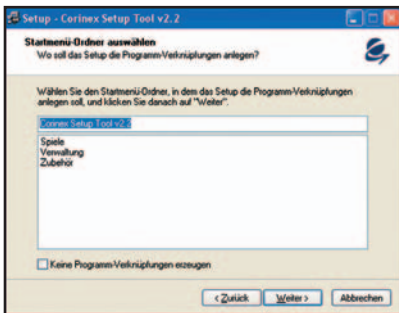 Setup - Corinex Setup Tool v2.2
Startmenü-Ordner auswählen
Wo soll das Setup die Programm-Verknüpfungen anlegen?
Wählen Sie den Startmenü-Ordner, in dem das Setup die Programm-Verknüpfungen
anlegen soll, und klicken Sie danach auf "Weiter".
Corinex Setup Tool v2.2
Spiele
Verwaltung
Zubehör
Keine Programm-Verknüpfungen erzeugen
< Zurück
Weiter >
Abbrechen